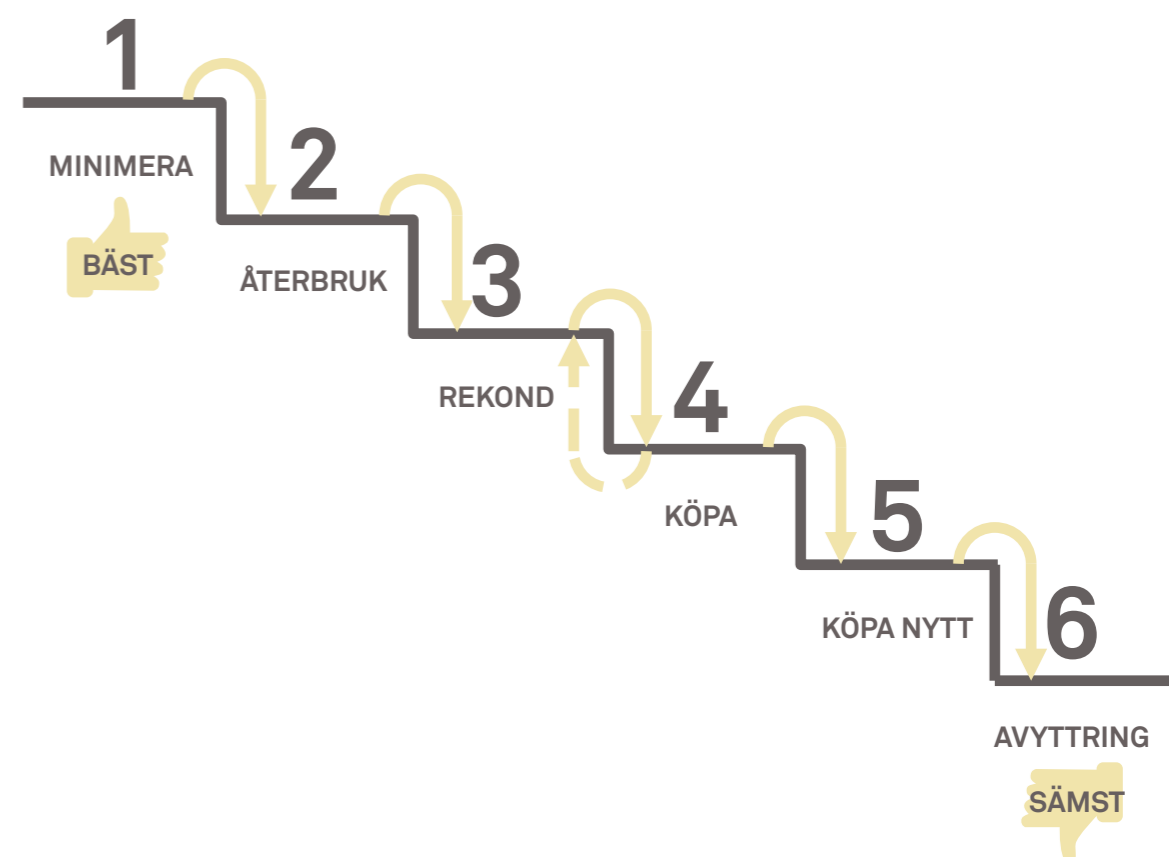 1
MINIMERA
BÄST
2
ÅTERBRUK
3
REKOND
4
KÖPA
5
KÖPA NYTT
6
AVYTTRING
SÄMST